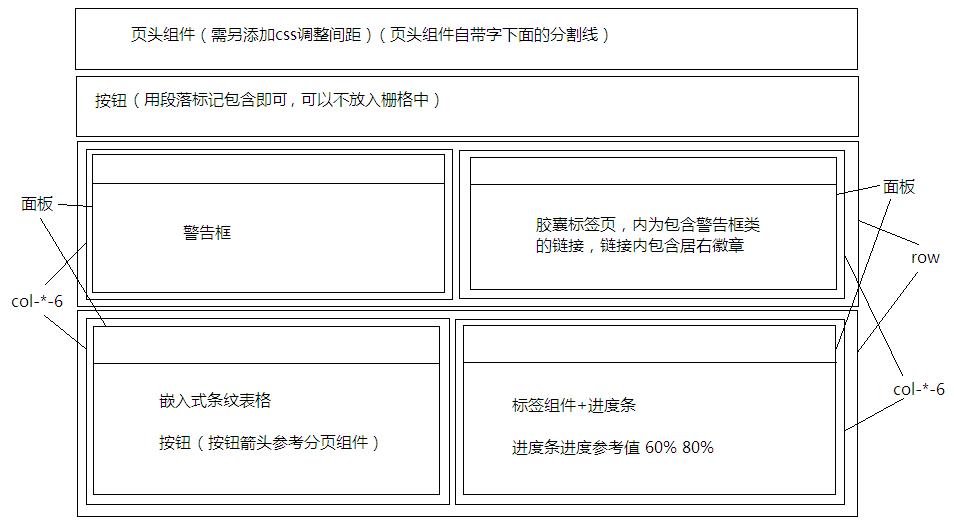 页头组件（需另添加css调整间距）（页头组件自带字下面的分割线）
按钮（用段落标记包含即可，可以不放入栅格中）
面板
面板
警告框
胶囊标签页，内为包含警告框类
的链接，链接内包含居右徽章
row
col-*-6
col-*-6
嵌入式条纹表格
标签组件+进度条
按钮（按钮箭头参考分页组件）
进度条进度参考值 60% 80%